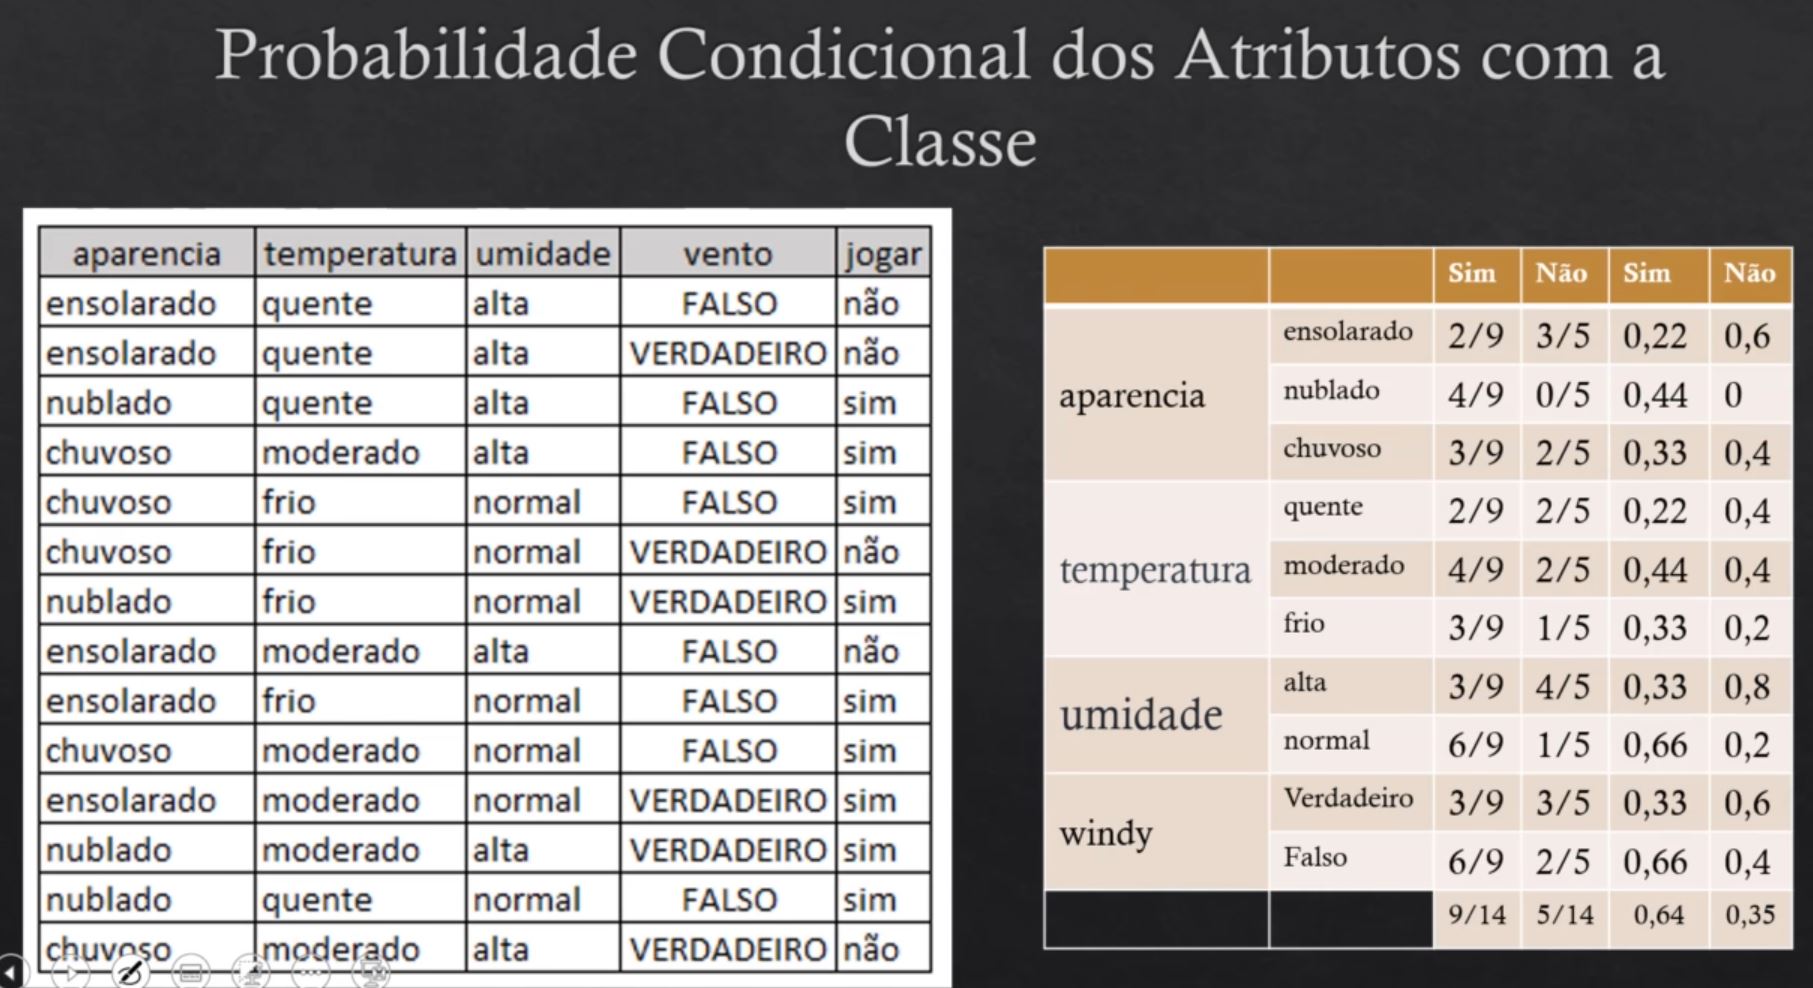 Probabilidade Condicional dos Atributos com a
Classe
aparencia temperatura umidade vento jogar
ensolarado quente alta FALSO não
ensolarado quente alta VERDADEIRO não
nublado quente alta FALSO sim
chuvoso moderado alta FALSO sim
chuvoso frio normal FALSO sim
chuvoso frio normal VERDADEIRO não
nublado frio normal VERDADEIRO sim
ensolarado moderado alta FALSO não
ensolarado frio normal FALSO sim
chuvoso moderado normal FALSO sim
ensolarado moderado normal VERDADEIRO sim
nublado moderado alta VERDADEIRO sim
nublado quente normal FALSO sim
chuvoso moderado alta VERDADEIRO não
Sim Não Sim Não
aparencia
ensolarado 2/9 3/5 0,22 0,6
nublado 4/9 0/5 0,44 0
chuvoso 3/9 2/5 0,33 0,4
temperatura
quente 2/9 2/5 0,22 0,4
moderado 4/9 2/5 0,44 0,4
frio 3/9 1/5 0,33 0,2
umidade
alta 3/9 4/5 0,33 0,8
normal 6/9 1/5 0,66 0,2
windy
Verdadeiro 3/9 3/5 0,33 0,6
Falso 6/9 2/5 0,66 0,4
9/14 5/14 0,64 0,35